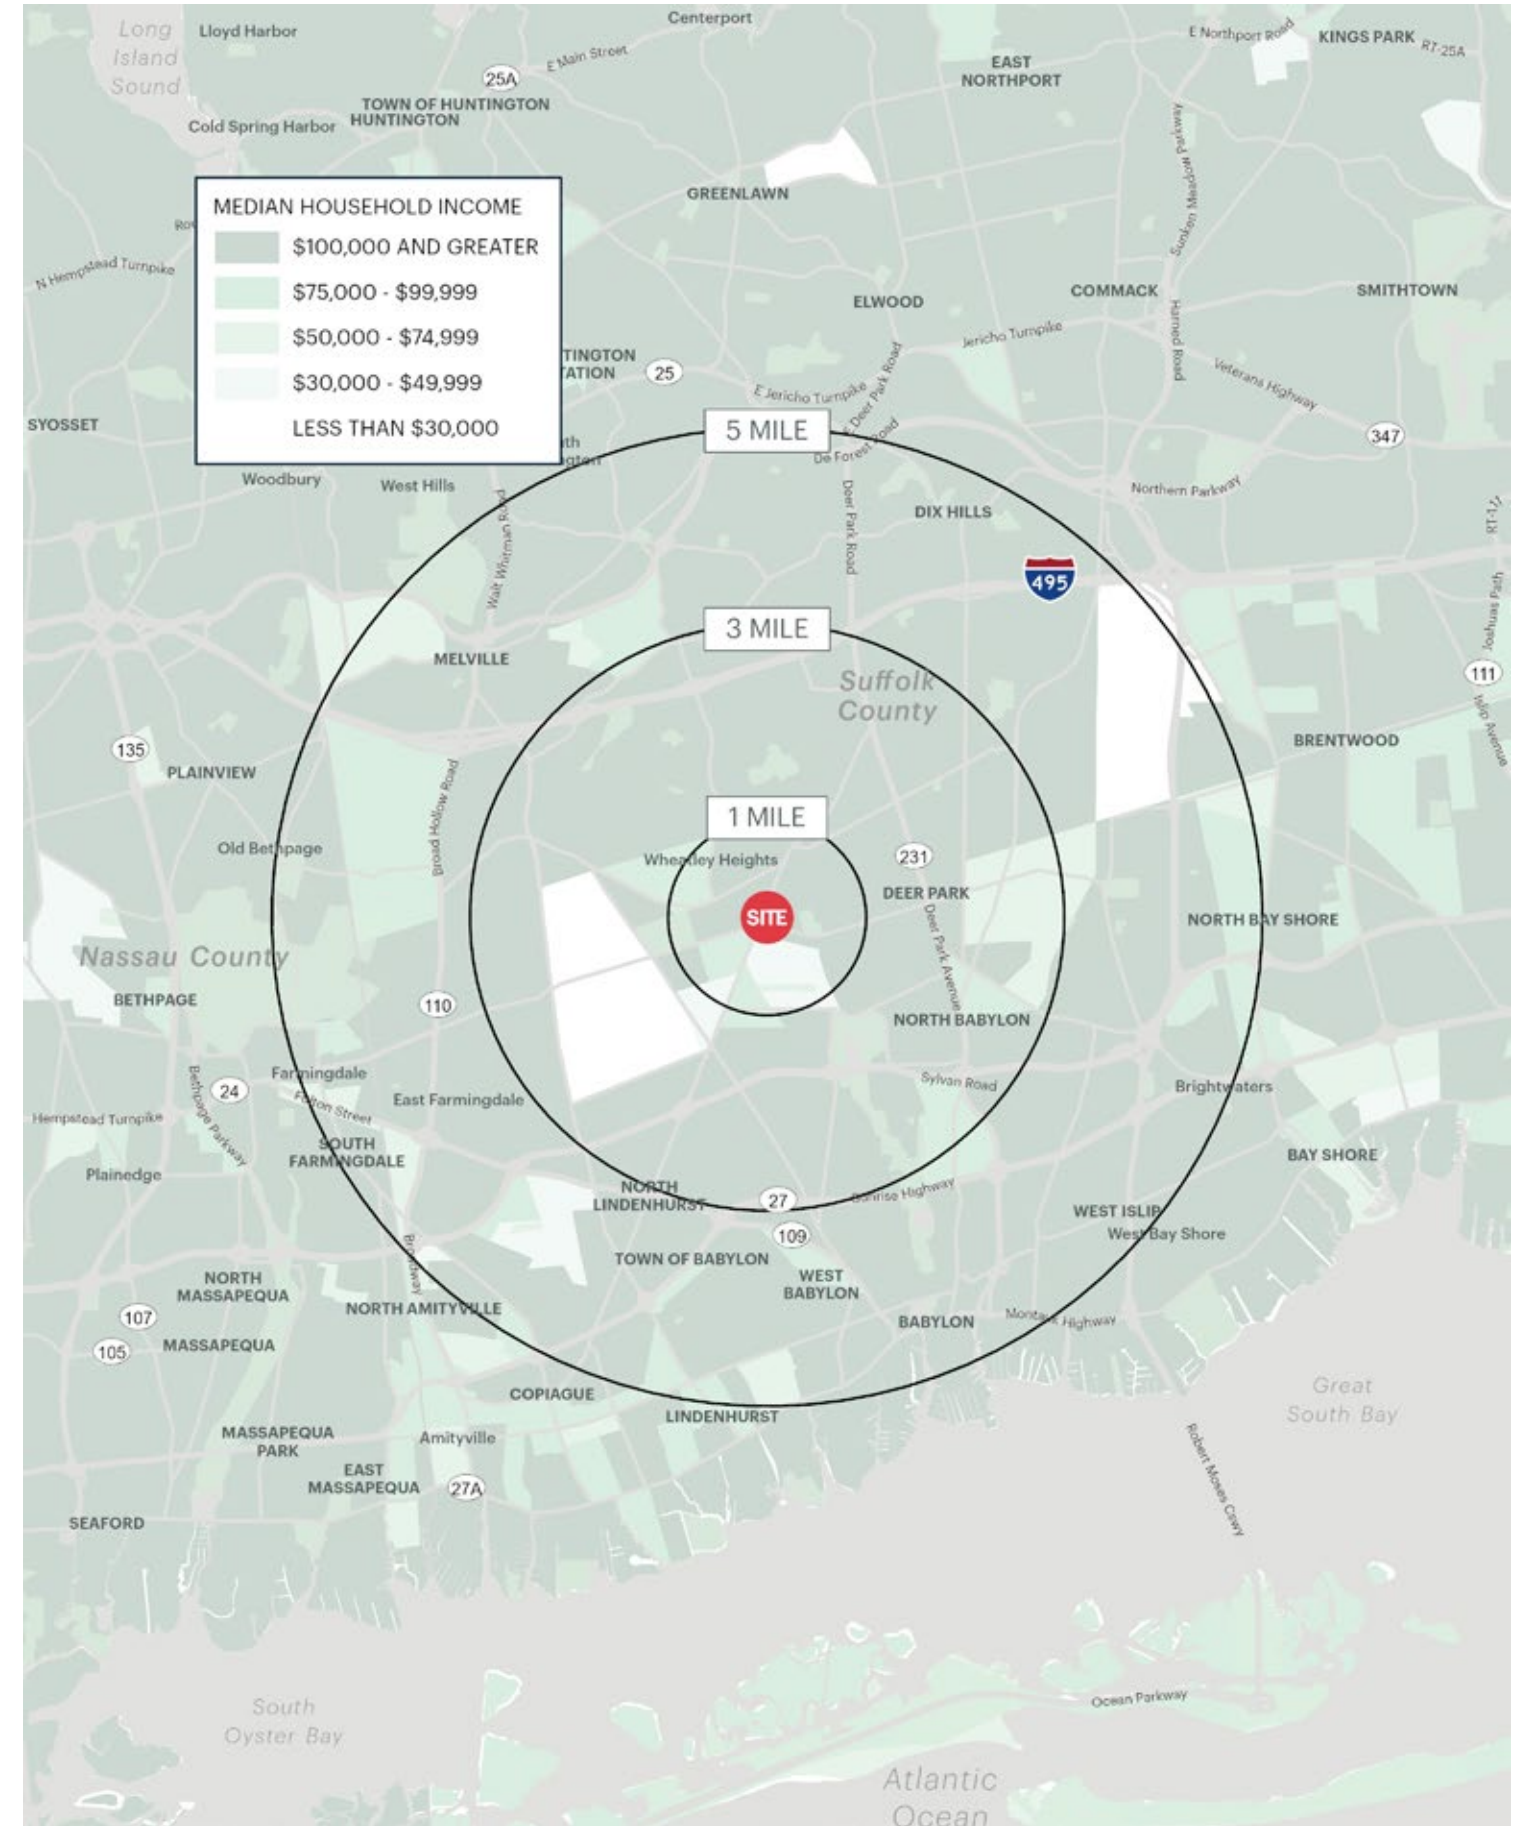 Long
Island
Sound
Lloyd Harbor
Centerport
E Main Street
25A
E Northport Road
KINGS PARK
RT-25A
EAST
NORTHPORT
TOWN OF HUNTINGTON
HUNTINGTON
Cold Spring Harbor
Sunken Meadow Parkway
GREENLAWN
MEDIAN HOUSEHOLD INCOME
$100,000 AND GREATER
$75,000 - $99,999
$50,000 - $74,999
$30,000 - $49,999
LESS THAN $30,000
N Hempstead Turnpike
ELWOOD
COMMACK
SMITHTOWN
Jericho Turnpike
Harned Road
TINGTON
TATION
25
E Jericho Turnpike
E Deer Park Road
Veterans Highway
SYOSSET
5 MILE
347
De Forest Road
Woodbury
West Hills
Walt Whitman Road
Deer Park Road
DIX HILLS
Northern Parkway
RT-111
495
Joshuas Path
3 MILE
MELVILLE
Suffolk
County
111
Islip Avenue
135
PLAINVIEW
BRENTWOOD
Broad Hollow Road
1 MILE
Old Bethpage
Wheatley Heights
231
DEER PARK
SITE
NORTH BAY SHORE
Deer Park Avenue
Nassau County
BETHPAGE
110
NORTH BABYLON
Farmingdale
24
Bethpage Parkway
Fulton Street
East Farmingdale
Sylvan Road
Brightwaters
Hempstead Turnpike
SOUTH
FARMINGDALE
BAY SHORE
Plainedge
NORTH
LINDENHURST
27
Sunrise Highway
109
WEST ISLIP
West Bay Shore
Broadway
TOWN OF BABYLON
WEST
BABYLON
NORTH
MASSAPEQUA
NORTH AMITYVILLE
107
BABYLON
Montauk Highway
105
MASSAPEQUA
COPIAGUE
LINDENHURST
Great
South Bay
MASSAPEQUA
PARK
Amityville
Robert Moses Cswy
EAST
MASSAPEQUA
27A
SEAFORD
South
Oyster Bay
Ocean Parkway
Atlantic
Ocean